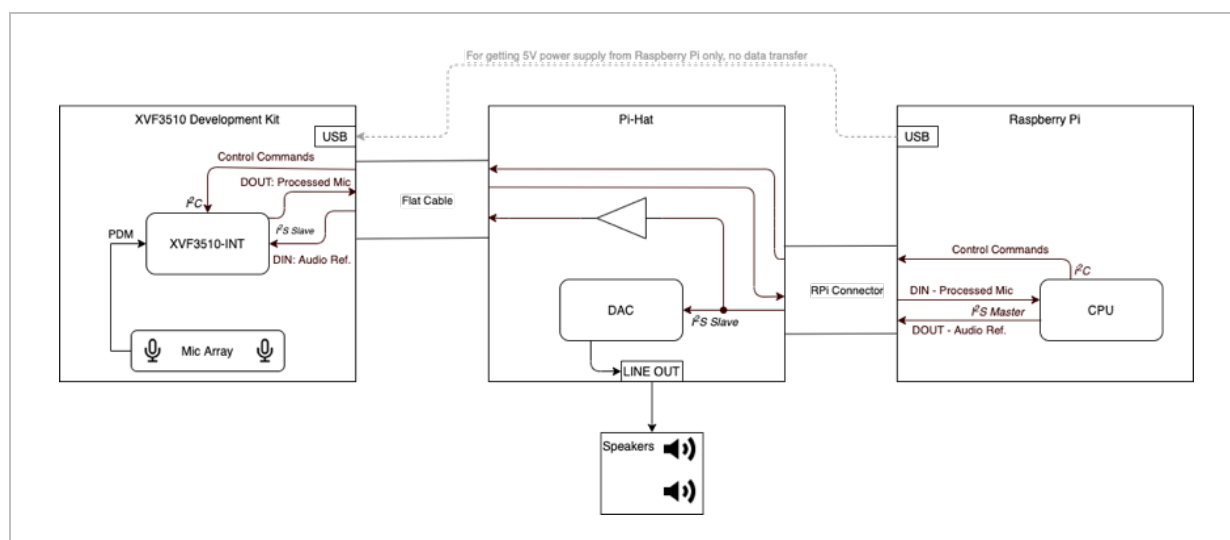 For getting 5V power supply from Raspberry Pi only, no data transfer
XVF3510 Development Kit
USB
Control Commands
DOUT: Processed Mic
I²C
I²S Slave
PDM
XVF3510-INT
DIN: Audio Ref.
Mic Array
Flat Cable
Pi-Hat
DAC
I²S Slave
LINE OUT
Speakers
RPi Connector
Raspberry Pi
USB
Control Commands
I²C
DIN - Processed Mic
I²S Master
CPU
DOUT - Audio Ref.